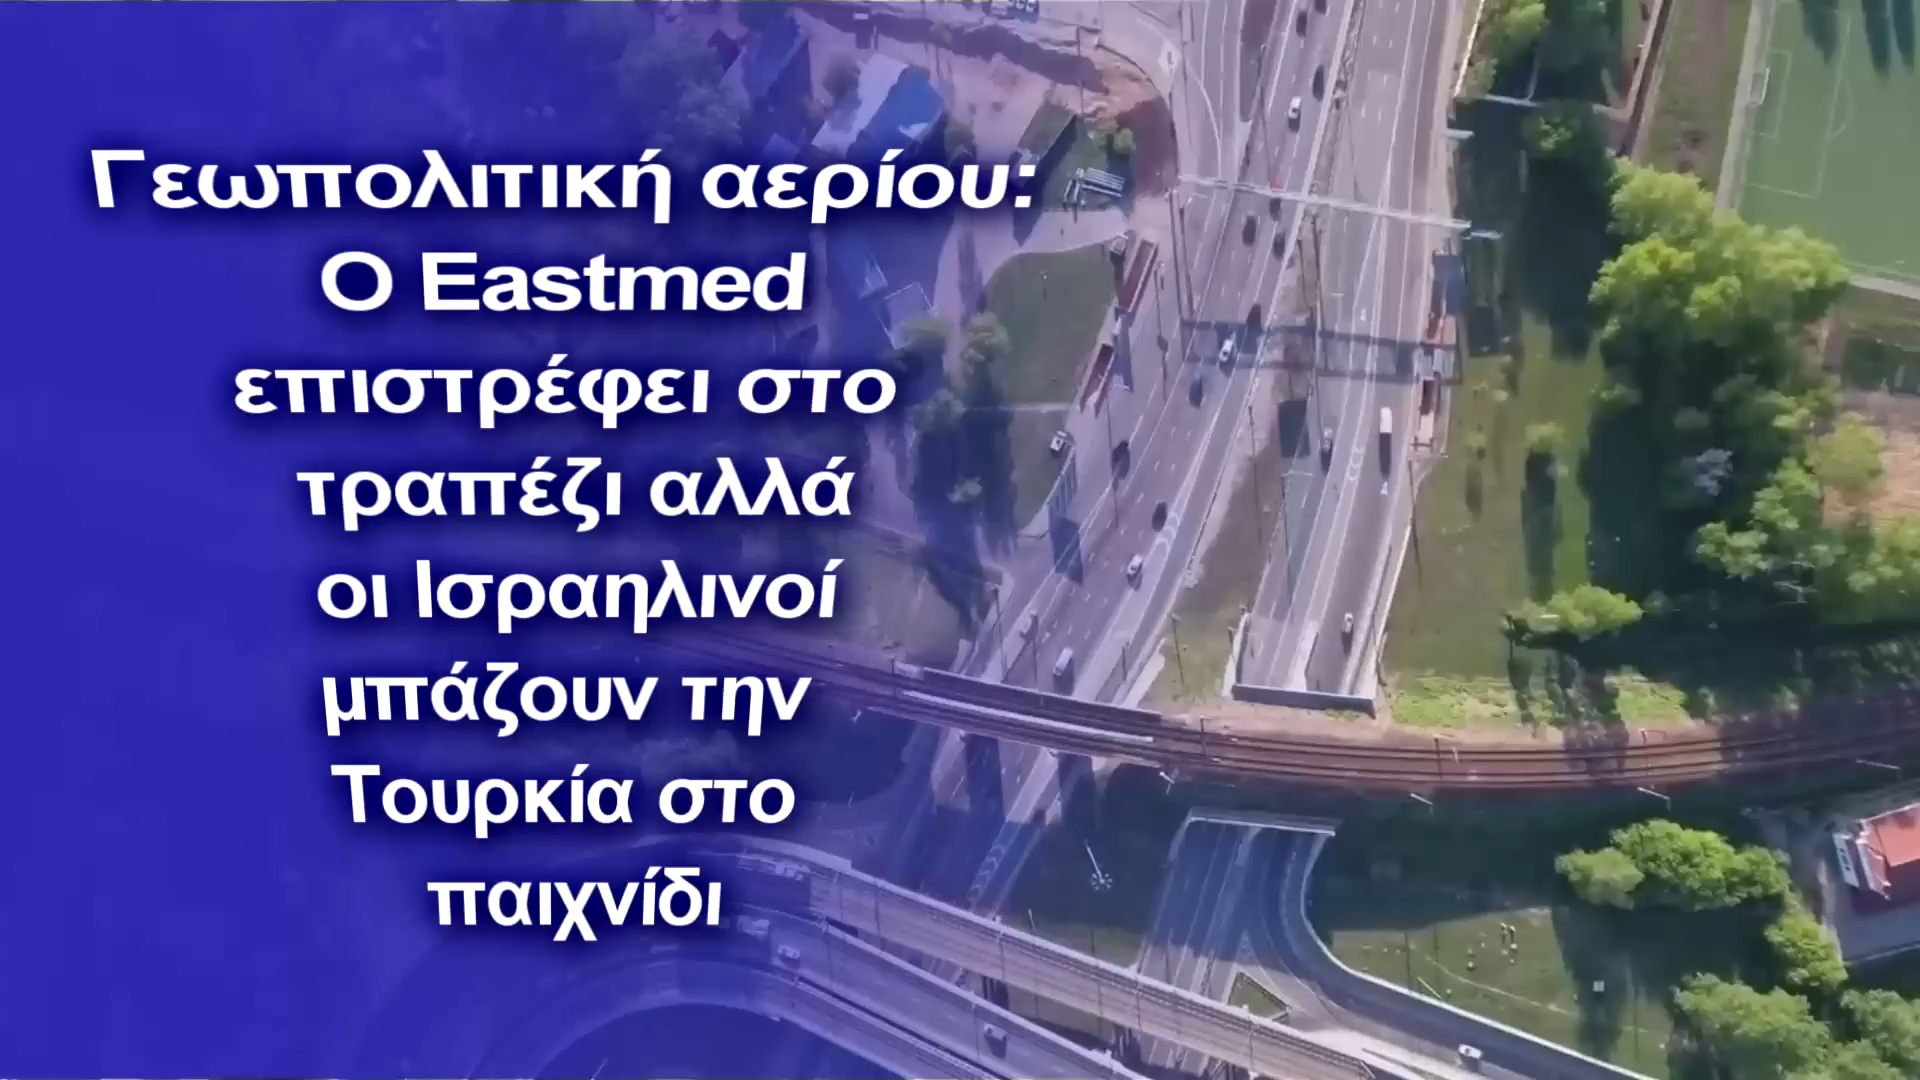 Γεωπολιτική αερίου:
Ο Eastmed
επιστρέφει στο
τραπέζι αλλά
οι Ισραηλινοί
μπάζουν την
Τουρκία στο
παιχνίδι